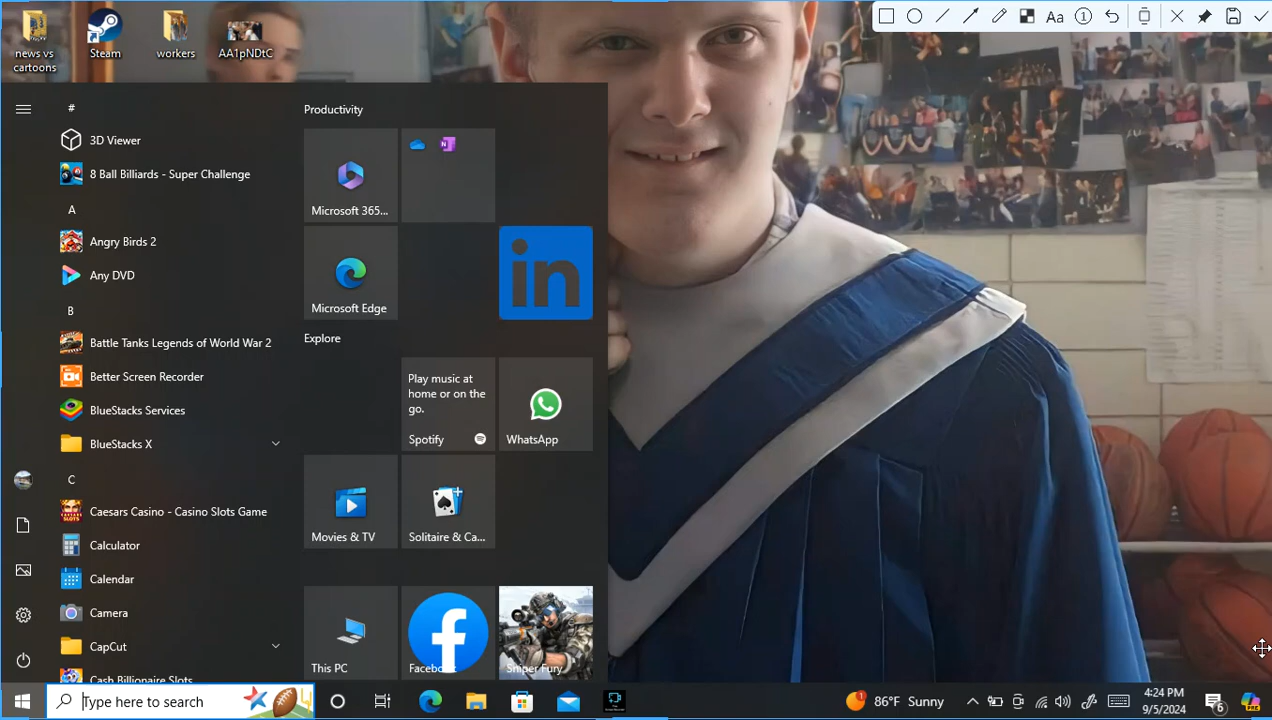 news vs
cartoons
Steam
workers
AA1pNDtC
Aa
1
#
3D Viewer
8 Ball Billiards - Super Challenge
A
Angry Birds 2
Any DVD
B
Battle Tanks Legends of World War 2
Better Screen Recorder
BlueStacks Services
BlueStacks X
C
Caesars Casino - Casino Slots Game
Calculator
Calendar
Camera
CapCut
Cash Billionaire Slots
Productivity
Microsoft 365...
N
Microsoft Edge
in
Explore
Play music at
home or on the
go.
Spotify
WhatsApp
Movies & TV
Solitaire & Ca...
This PC
Facebook
Sniper Fury
Type here to search
1
86°F Sunny
4:24 PM
9/5/2024
6
PRE